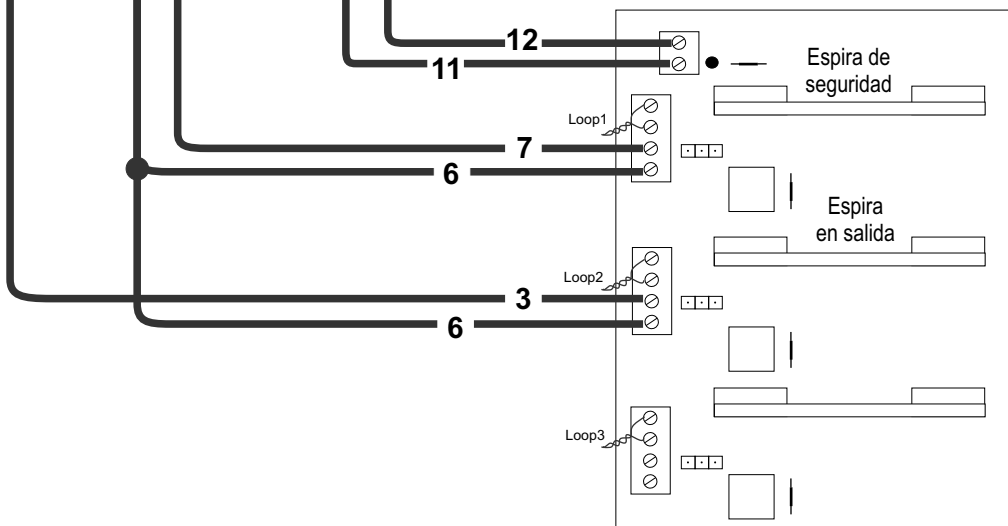 12
11
Espira de
seguridad
Loop1
7
6
Espira
en salida
Loop2
3
6
Loop3